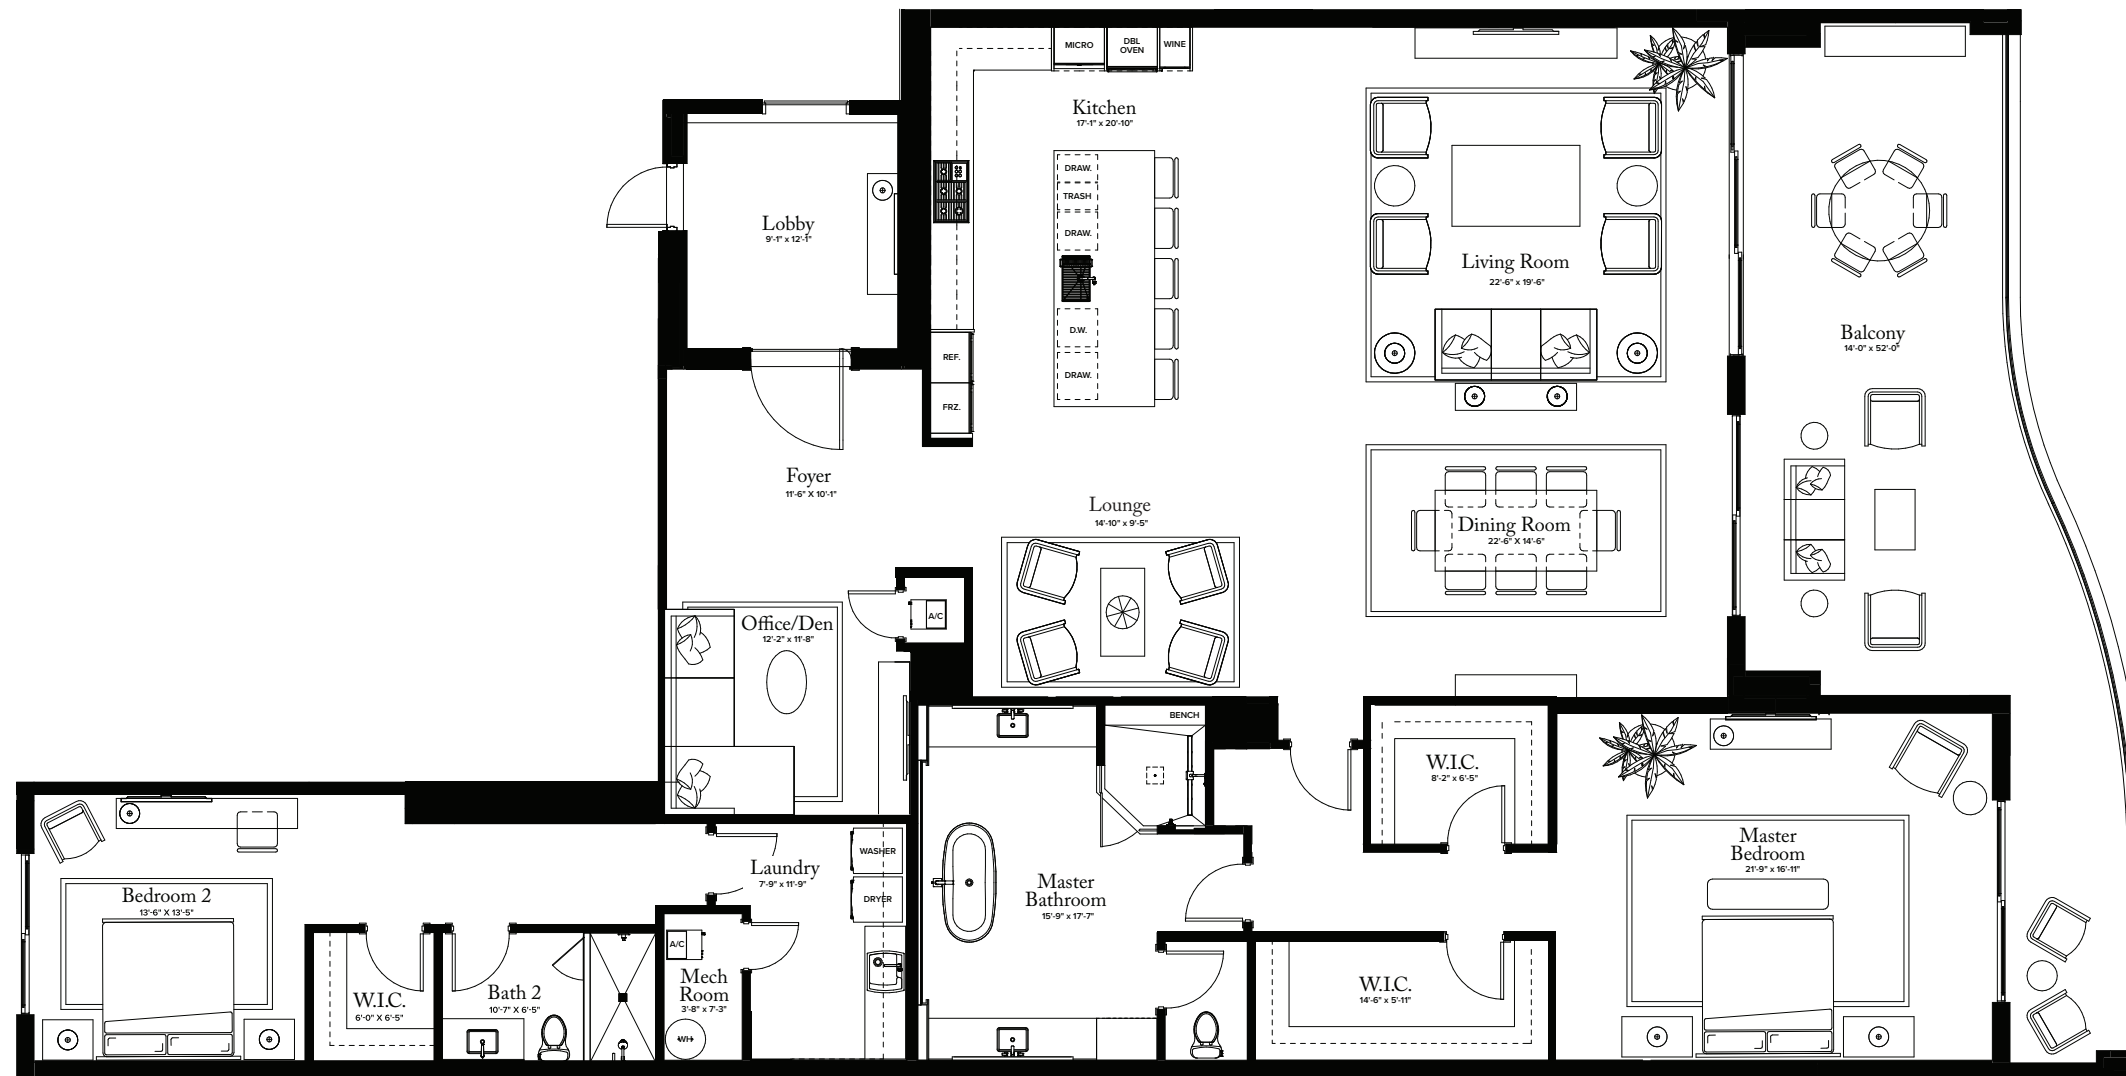 MICRO
DBL
OVEN
WINE
Kitchen
17'-1" x 20'-10"
DRAW.
TRASH
DRAW.
D.W.
DRAW.
REF.
FRZ.
Lobby
9'-1" x 12'-1"
Living Room
22'-6" x 19'-6"
Balcony
14'-0" x 52'-0"
Foyer
11'-6" X 10'-1"
Lounge
14'-10" x 9'-5"
Dining Room
22'-6" X 14'-6"
A/C
Office/Den
12'-2" x 11'-8"
BENCH
W.I.C.
8'-2" x 6'-5"
Master
Bedroom
21'-9" x 16'-11"
WASHER
Laundry
7'-9" x 11'-9"
DRYER
Master
Bathroom
15'-9" x 17'-7"
Bedroom 2
13'-6" X 13'-5"
A/C
Mech
Room
3'-8" x 7'-3"
WH
W.I.C.
6'-0" X 6'-5"
Bath 2
10'-7" X 6'-5"
W.I.C.
14'-6" x 5'-11"